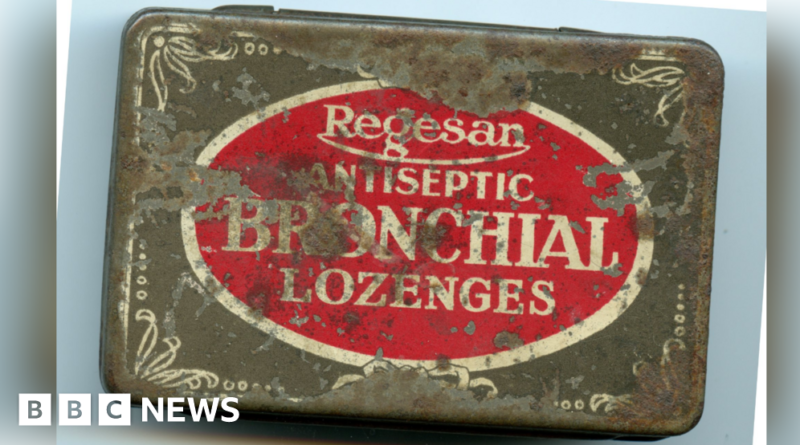 Regesan
ANTISEPTIC
BRONCHIAL
LOZENGES
BBC NEWS